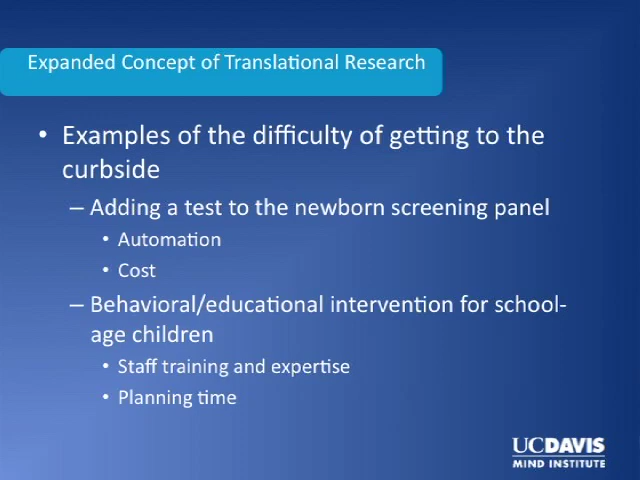 Expanded Concept of Translational Research
• Examples of the difficulty of getting to the
curbside
– Adding a test to the newborn screening panel
• Automation
• Cost
– Behavioral/educational intervention for school-
age children
• Staff training and expertise
• Planning time
UCDAVIS
MIND INSTITUTE